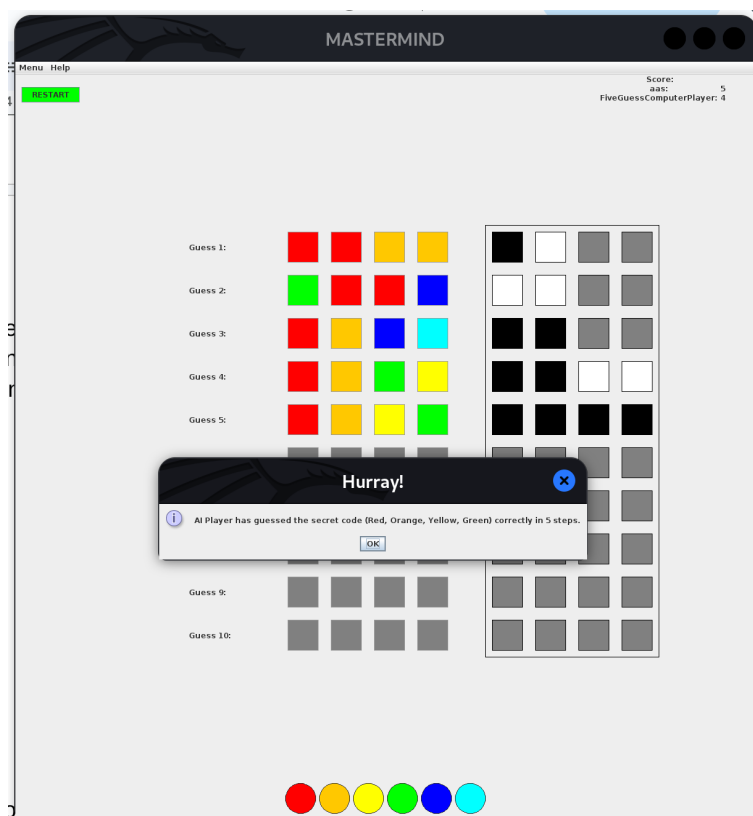 MASTERMIND
Menu Help
RESTART
Score:
aas: 5
FiveGuessComputerPlayer: 4
Guess 1:
Guess 2:
Guess 3:
Guess 4:
Guess 5:
Hurray!
AI Player has guessed the secret code (Red, Orange, Yellow, Green) correctly in 5 steps.
OK
Guess 9:
Guess 10: